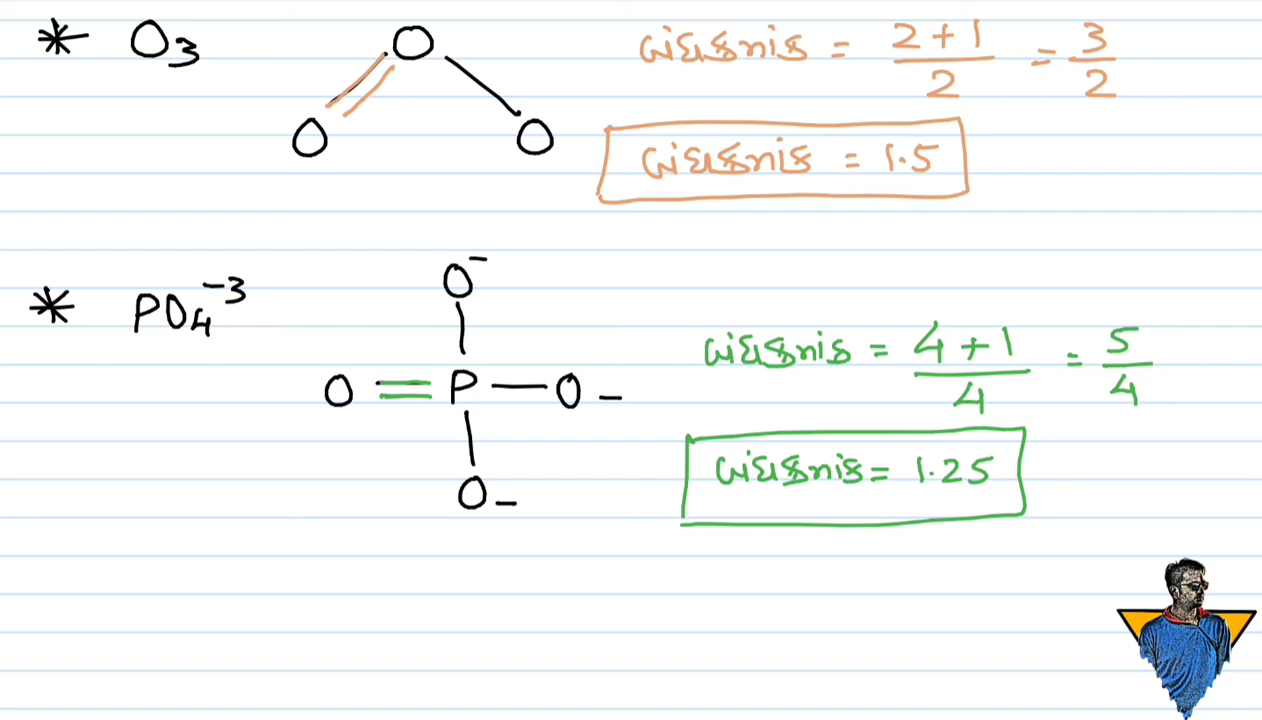 * O₃ O O O બંધક્રમાંક = 2+1/2 = 3/2
બંધક્રમાંક = 1.5
* PO₄⁻³ O⁻ O = P — O – O – બંધક્રમાંક = 4+1/4 = 5/4
બંધક્રમાંક = 1.25